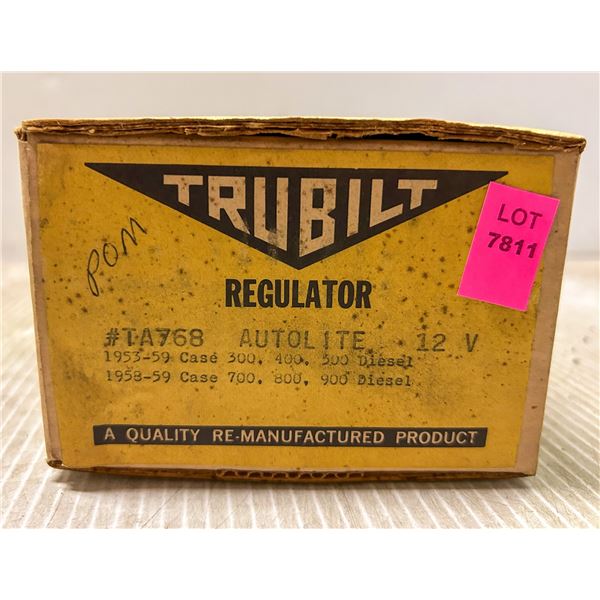 TRUBILT
LOT
7811
POM
REGULATOR
#TA768 AUTOLITE 12 V
1953-59 Case 300, 400, 500 Diesel
1958-59 Case 700, 800, 900 Diesel
A QUALITY RE-MANUFACTURED PRODUCT